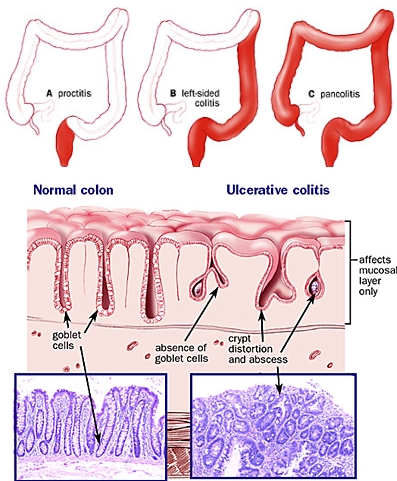 A proctitis
B left-sided
colitis
C pancolitis
Normal colon
Ulcerative colitis
affects
mucosal
layer
only
goblet
cells
absence of
goblet cells
crypt
distortion
and abscess